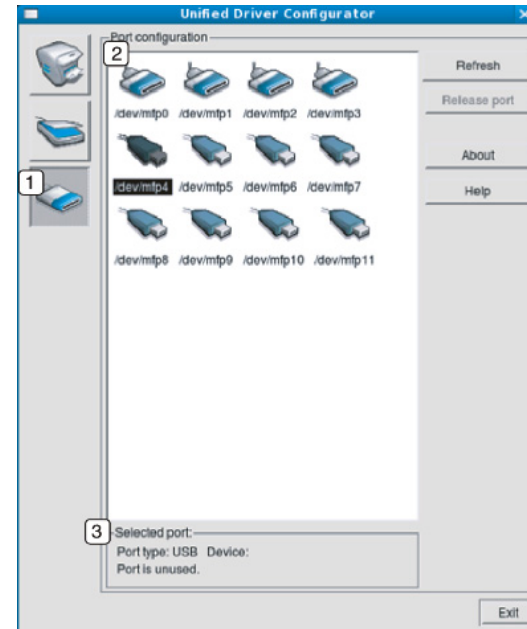 Unified Driver Configurator
Port configuration
2
/dev/mfp0 /dev/mfp1 /dev/mfp2 /dev/mfp3
/dev/mfp4 /dev/mfp5 /dev/mfp6 /dev/mfp7
/dev/mfp8 /dev/mfp9 /dev/mfp10 /dev/mfp11
1
Refresh
Release port
About
Help
3
Selected port:
Port type: USB Device:
Port is unused.
Exit